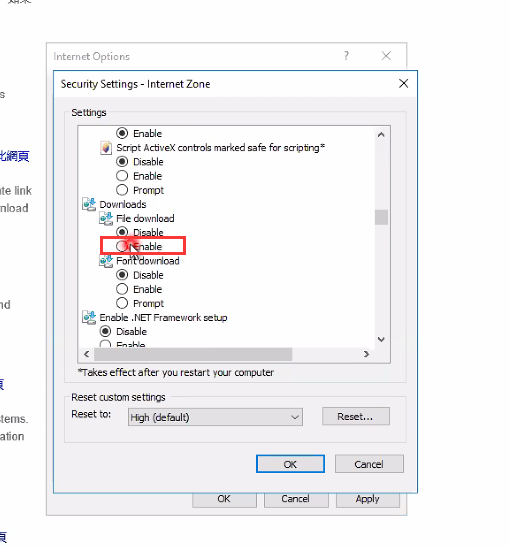 如果
Internet Options
?
Security Settings - Internet Zone
s
Settings
Enable
Script ActiveX controls marked safe for scripting*
此網頁
Disable
Enable
te link
Prompt
Downloads
nload
File download
Disable
Enable
Font download
Disable
Enable
nd
Prompt
Enable .NET Framework setup
Disable
Enable
*Takes effect after you restart your computer
頁
Reset custom settings
Reset to:
High (default)
Reset...
stems.
ation
OK
Cancel
OK
Cancel
Apply
頁